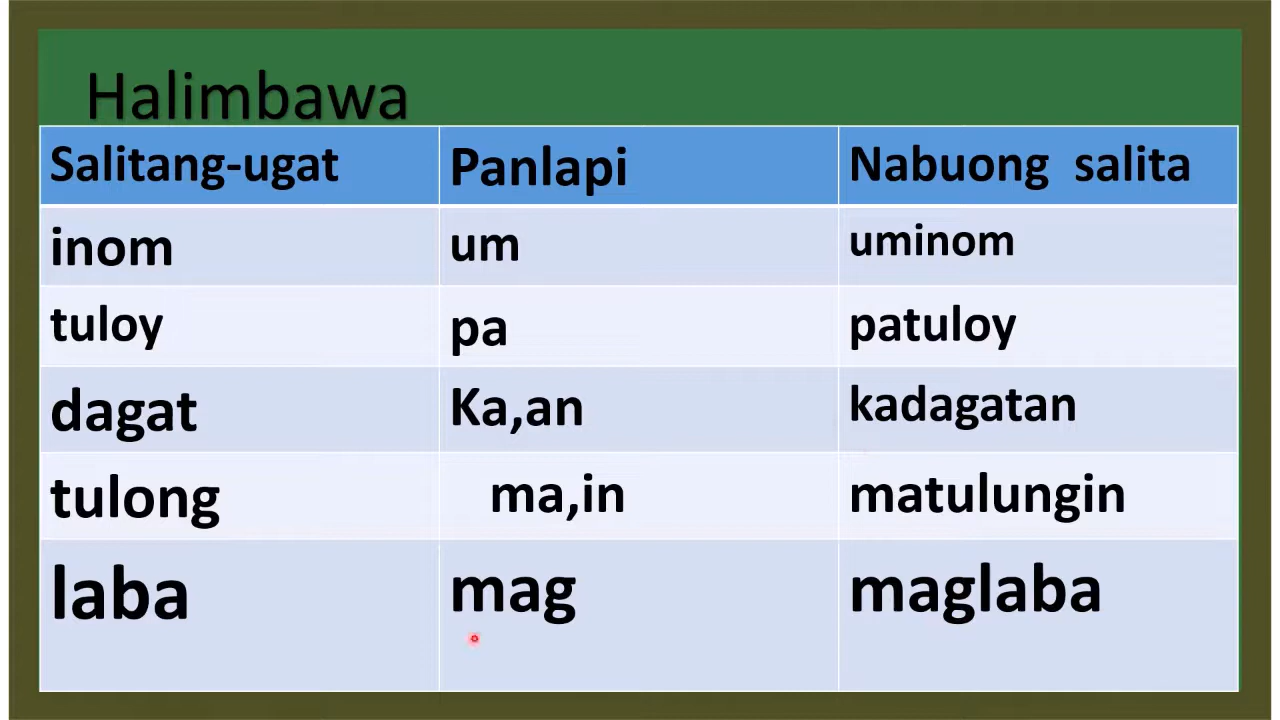 Halimbawa
Salitang-ugat Panlapi Nabuong salita
inom um uminom
tuloy pa patuloy
dagat Ka,an kadagatan
tulong ma,in matulungin
laba mag maglaba